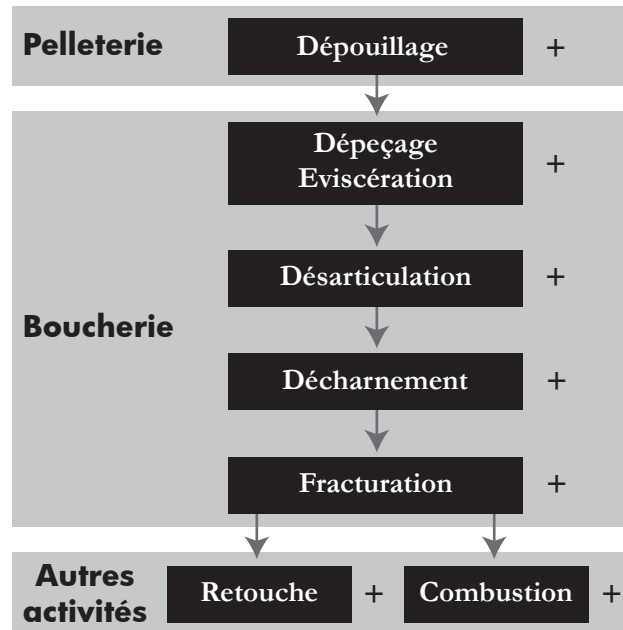 Pelleterie
Dépouillage +
Dépeçage
Eviscération +
Désarticulation +
Boucherie
Décharnement +
Fracturation +
Autres
activités
Retouche + Combustion +